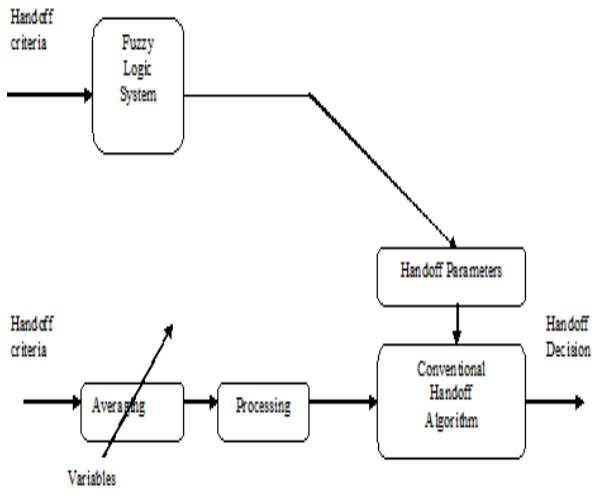 Handoff
criteria
Fuzzy
Logic
System
Handoff Parameters
Handoff
criteria
Handoff
Decision
Conventional
Handoff
Algorithm
Averaging
Processing
Variables